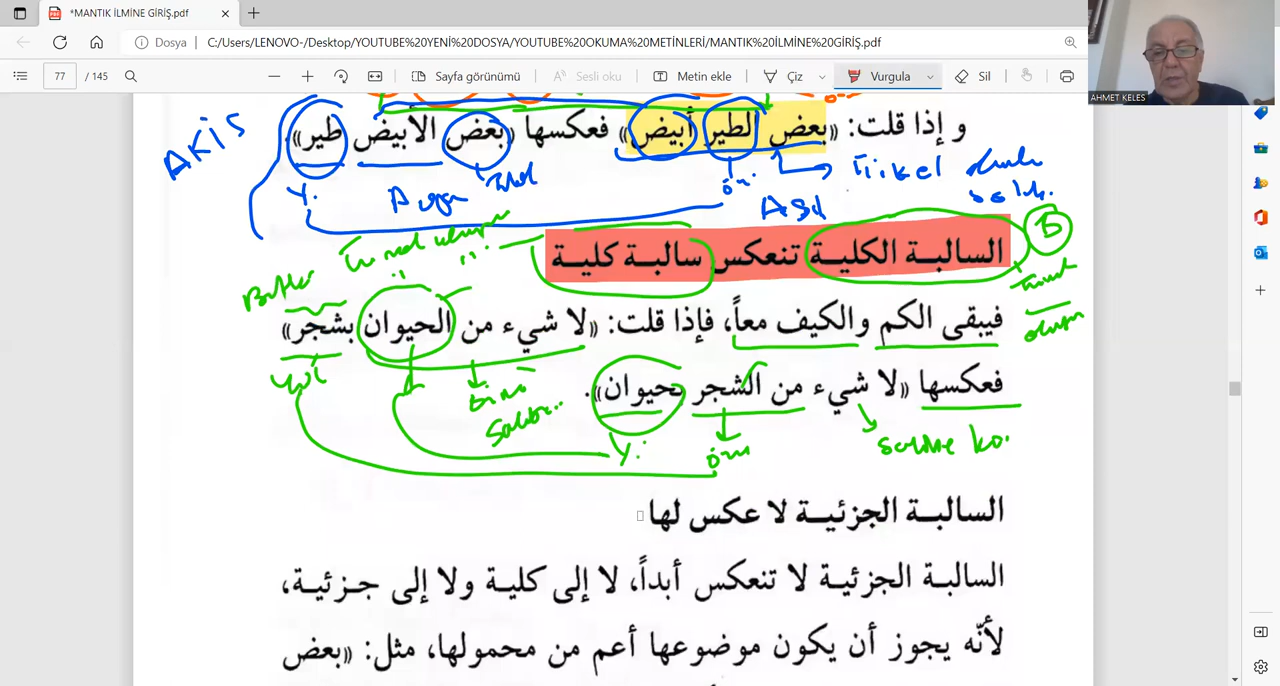 *MANTIK İLMİNE GİRİŞ.pdf
Dosya C:/Users/LENOVO-/Desktop/YOUTUBE%20YENİ%20DOSYA/YOUTUBE%20OKUMA%20METİNLERİ/MANTIK%20İLMİNE%20GİRİŞ.pdf
77 / 145 Sayfa görünümü Sesli oku Metin ekle Çiz Vurgula Sil
AHMET KELES
و إذا قلت: «بعض الطير أبيض» فعكسها «بعض الأبيض طير».
AKİS
Tikel
ASIl
السالبة الكلية تنعكس سالبة كلية
5
فيبقى الكم والكيف معاً، فإذا قلت: «لا شيء من الحيوان بشجر»
فعكسها «لا شيء من الشجر بحيوان».
Y.
السالبة الجزئية لا عكس لها
السالبة الجزئية لا تنعكس أبداً، لا إلى كلية ولا إلى جزئية،
لأنّه يجوز أن يكون موضوعها أعم من محمولها، مثل: «بعض